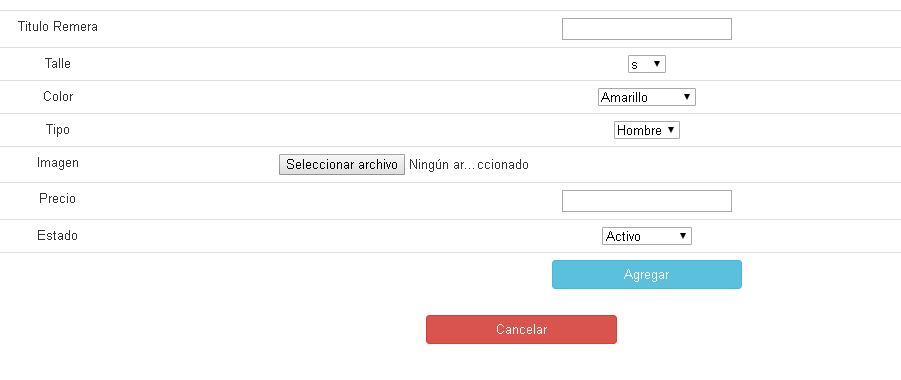 Titulo Remera
Talle s
Color Amarillo
Tipo Hombre
Imagen Seleccionar archivo Ningún ar...ccionado
Precio
Estado Activo
Agregar
Cancelar